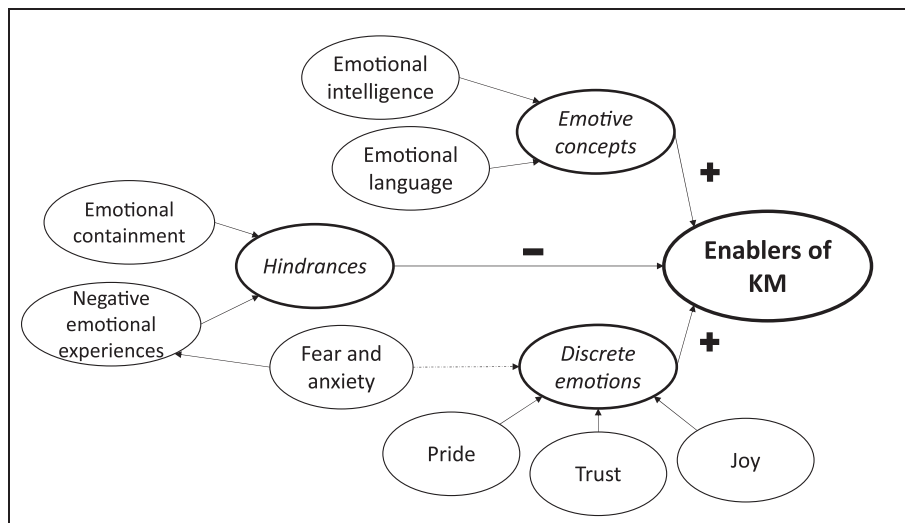 Emotional
intelligence
Emotive
concepts
Emotional
language
+
Emotional
containment
Hindrances
−
Enablers of
KM
Negative
emotional
experiences
Fear and
anxiety
Discrete
emotions
+
Pride
Trust
Joy